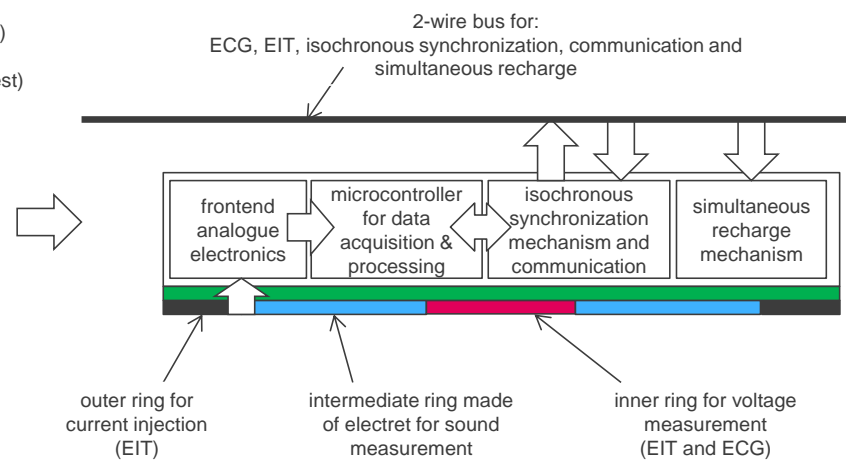 )
est)
2-wire bus for:
ECG, EIT, isochronous synchronization, communication and
simultaneous recharge
frontend
analogue
electronics
microcontroller
for data
acquisition &
processing
isochronous
synchronization
mechanism and
communication
simultaneous
recharge
mechanism
outer ring for
current injection
(EIT)
intermediate ring made
of electret for sound
measurement
inner ring for voltage
measurement
(EIT and ECG)